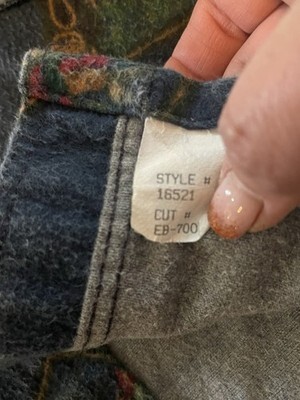 STYLE #
16521
CUT #
EB-700